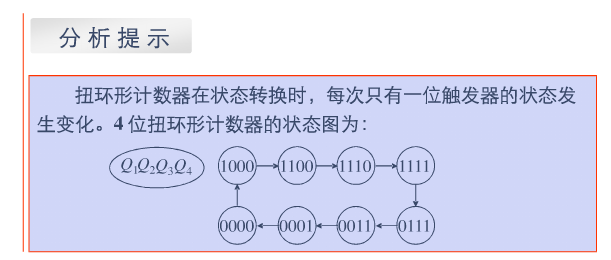 分析提示
扭环形计数器在状态转换时，每次只有一位触发器的状态发
生变化。4 位扭环形计数器的状态图为：
Q1Q2Q3Q4 1000 1100 1110 1111
0000 0001 0011 0111